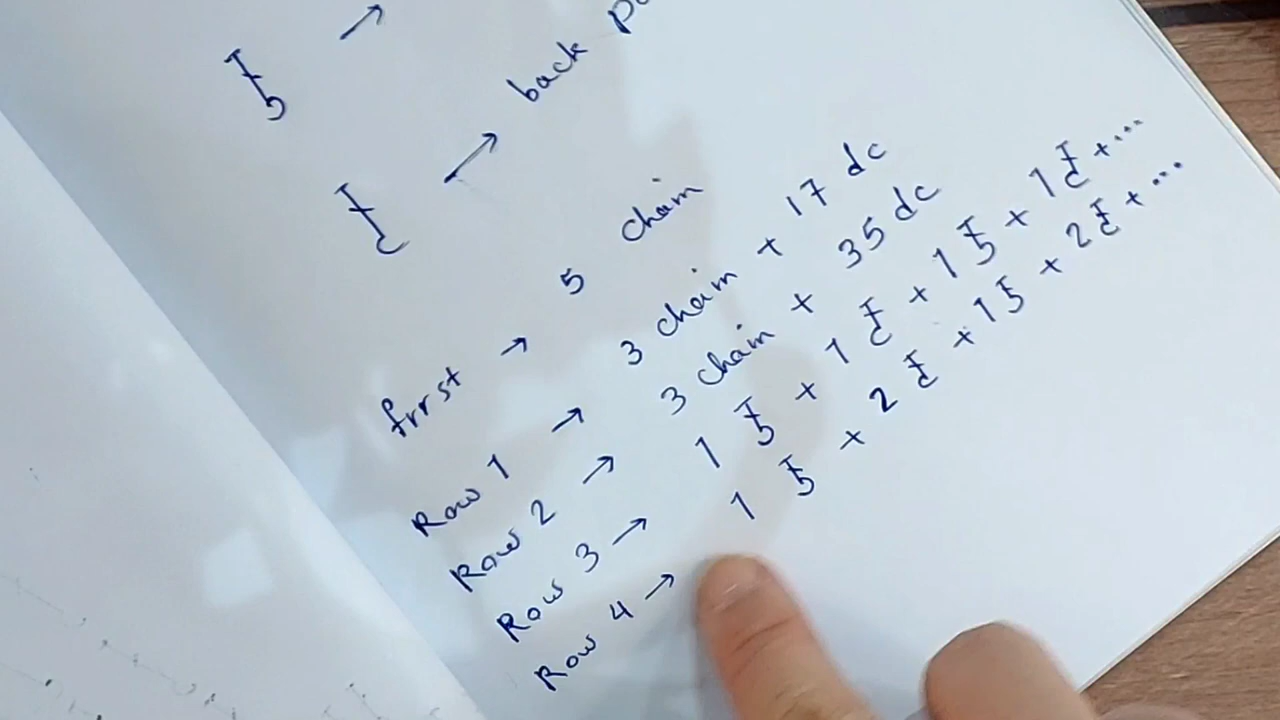 →
→ back
first → 5 chain
Row 1 → 3 chain + 17 dc
Row 2 → 3 chain + 35 dc
Row 3 → 1 + 1 + 1 + 1 + ...
Row 4 → 1 + 2 + 1 + 2 + ...